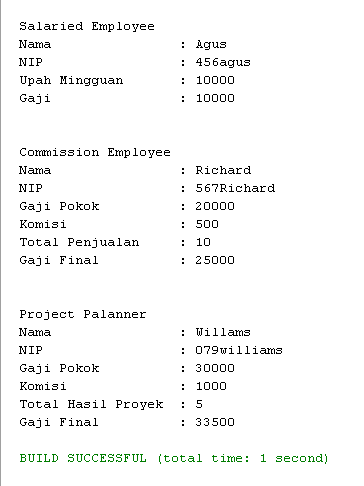 Salaried Employee
Nama : Agus
NIP : 456agus
Upah Mingguan : 10000
Gaji : 10000
Commission Employee
Nama : Richard
NIP : 567Richard
Gaji Pokok : 20000
Komisi : 500
Total Penjualan : 10
Gaji Final : 25000
Project Palanner
Nama : Willams
NIP : 079williams
Gaji Pokok : 30000
Komisi : 1000
Total Hasil Proyek : 5
Gaji Final : 33500
BUILD SUCCESSFUL (total time: 1 second)